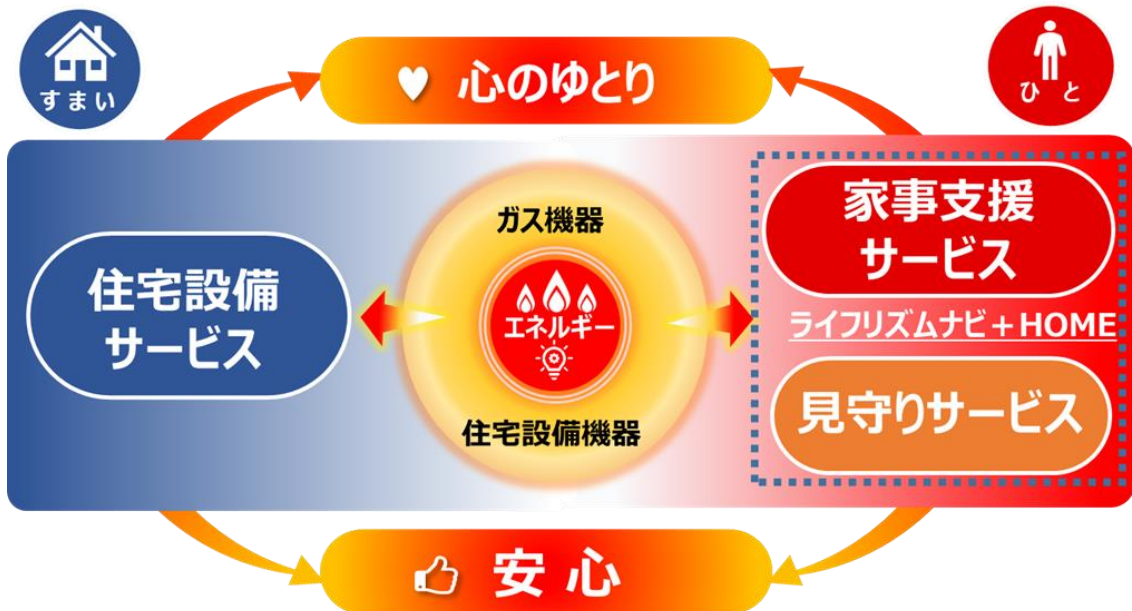 すまい
心のゆとり
ひと
住宅設備
サービス
ガス機器
エネルギー
住宅設備機器
家事支援
サービス
ライフリズムナビ+HOME
見守りサービス
安心